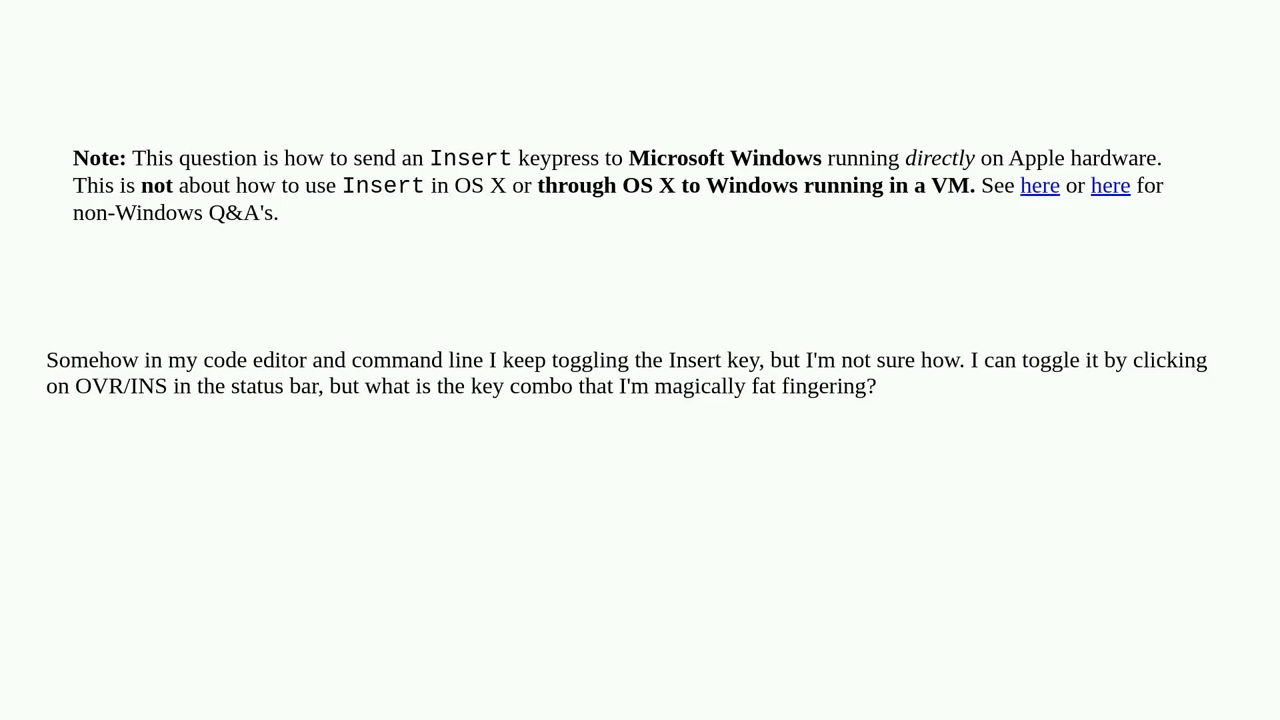 Note: This question is how to send an Insert keypress to Microsoft Windows running directly on Apple hardware.
This is not about how to use Insert in OS X or through OS X to Windows running in a VM. See here or here for
non-Windows Q&A's.
Somehow in my code editor and command line I keep toggling the Insert key, but I'm not sure how. I can toggle it by clicking
on OVR/INS in the status bar, but what is the key combo that I'm magically fat fingering?